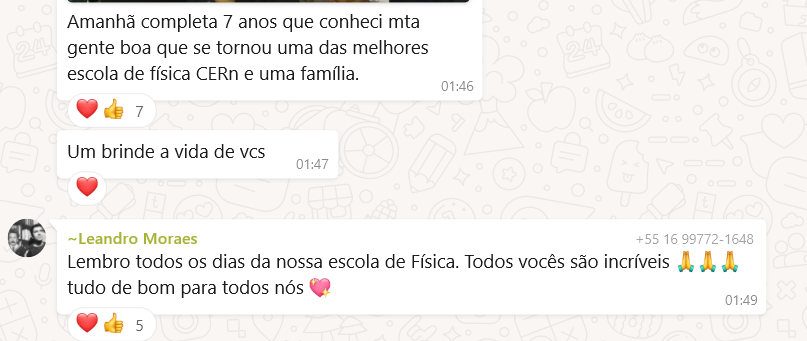 Amanhã completa 7 anos que conheci mta
gente boa que se tornou uma das melhores
escola de física CERn e uma família.
01:46
❤️👍 7
Um brinde a vida de vcs
01:47
❤️
~Leandro Moraes +55 16 99772-1648
Lembro todos os dias da nossa escola de Física. Todos vocês são incríveis 🙏🙏🙏
tudo de bom para todos nós 💖
01:49
❤️👍 5